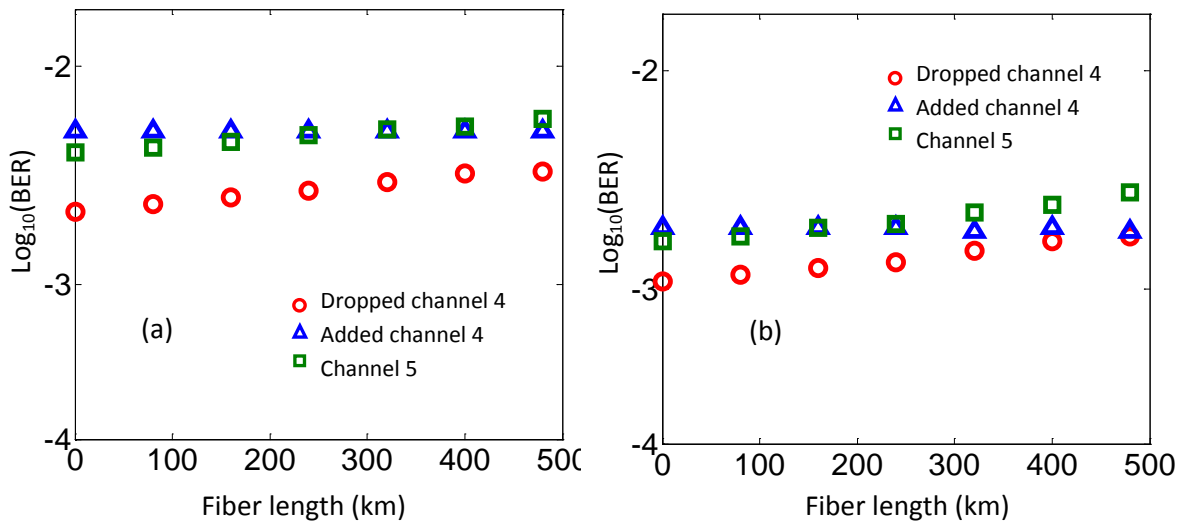 -2
Log10(BER)
-3
(a)
Dropped channel 4
Added channel 4
Channel 5
-4
0 100 200 300 400 500
Fiber length (km)
-2
Dropped channel 4
Added channel 4
Channel 5
Log10(BER)
-3
(b)
-4
0 100 200 300 400 500
Fiber length (km)